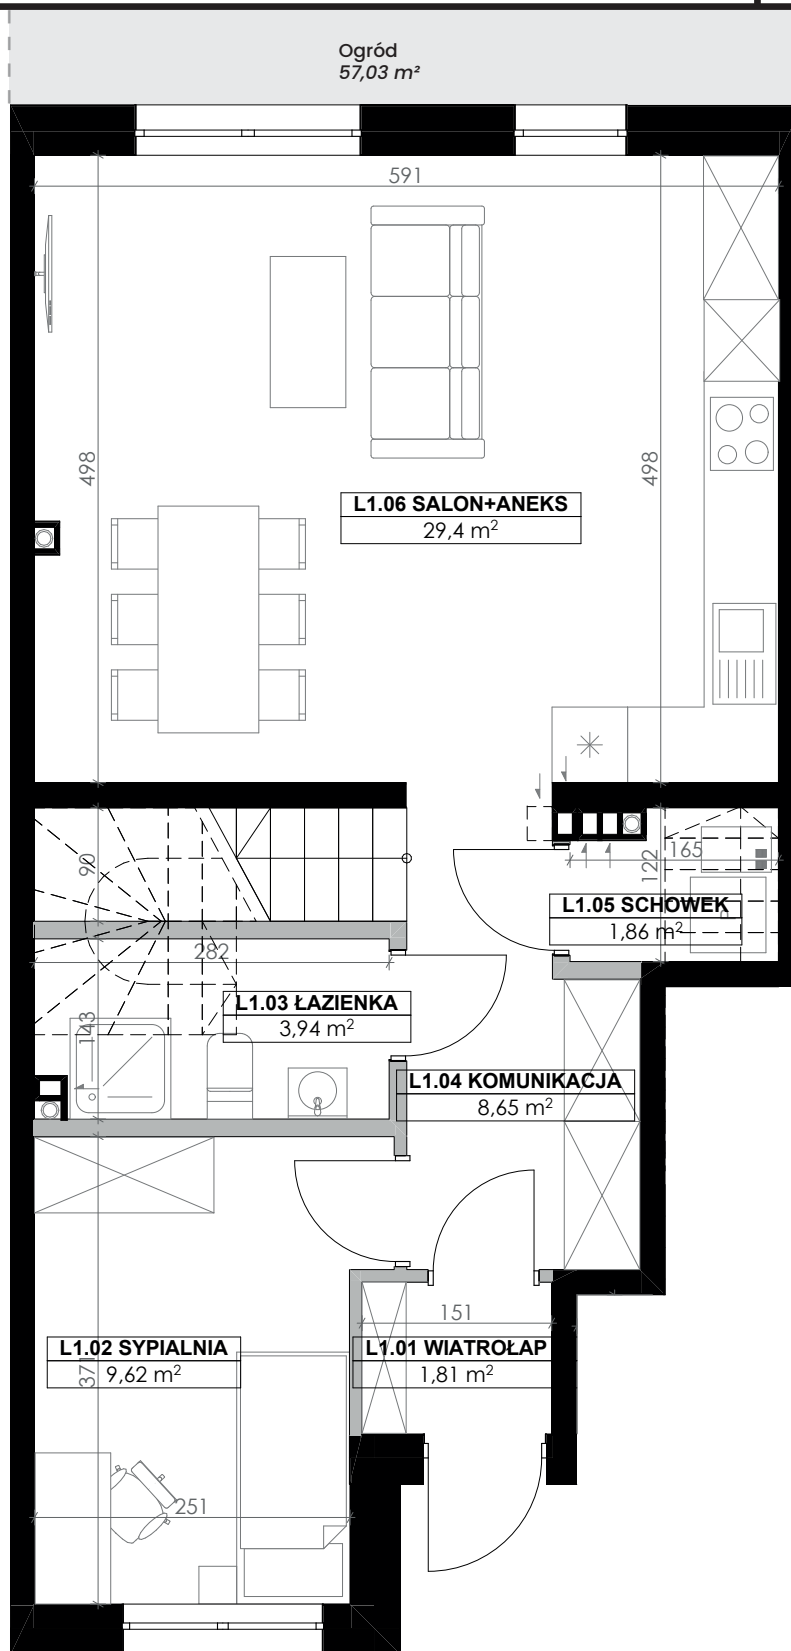 Ogród
57,03 m²
591
498
498
L1.06 SALON+ANEKS
29,4 m²
90
122
165
L1.05 SCHOWEK
1,86 m²
282
L1.03 ŁAZIENKA
3,94 m²
143
L1.04 KOMUNIKACJA
8,65 m²
151
L1.02 SYPIALNIA
9,62 m²
371
L1.01 WIATROŁAP
1,81 m²
251